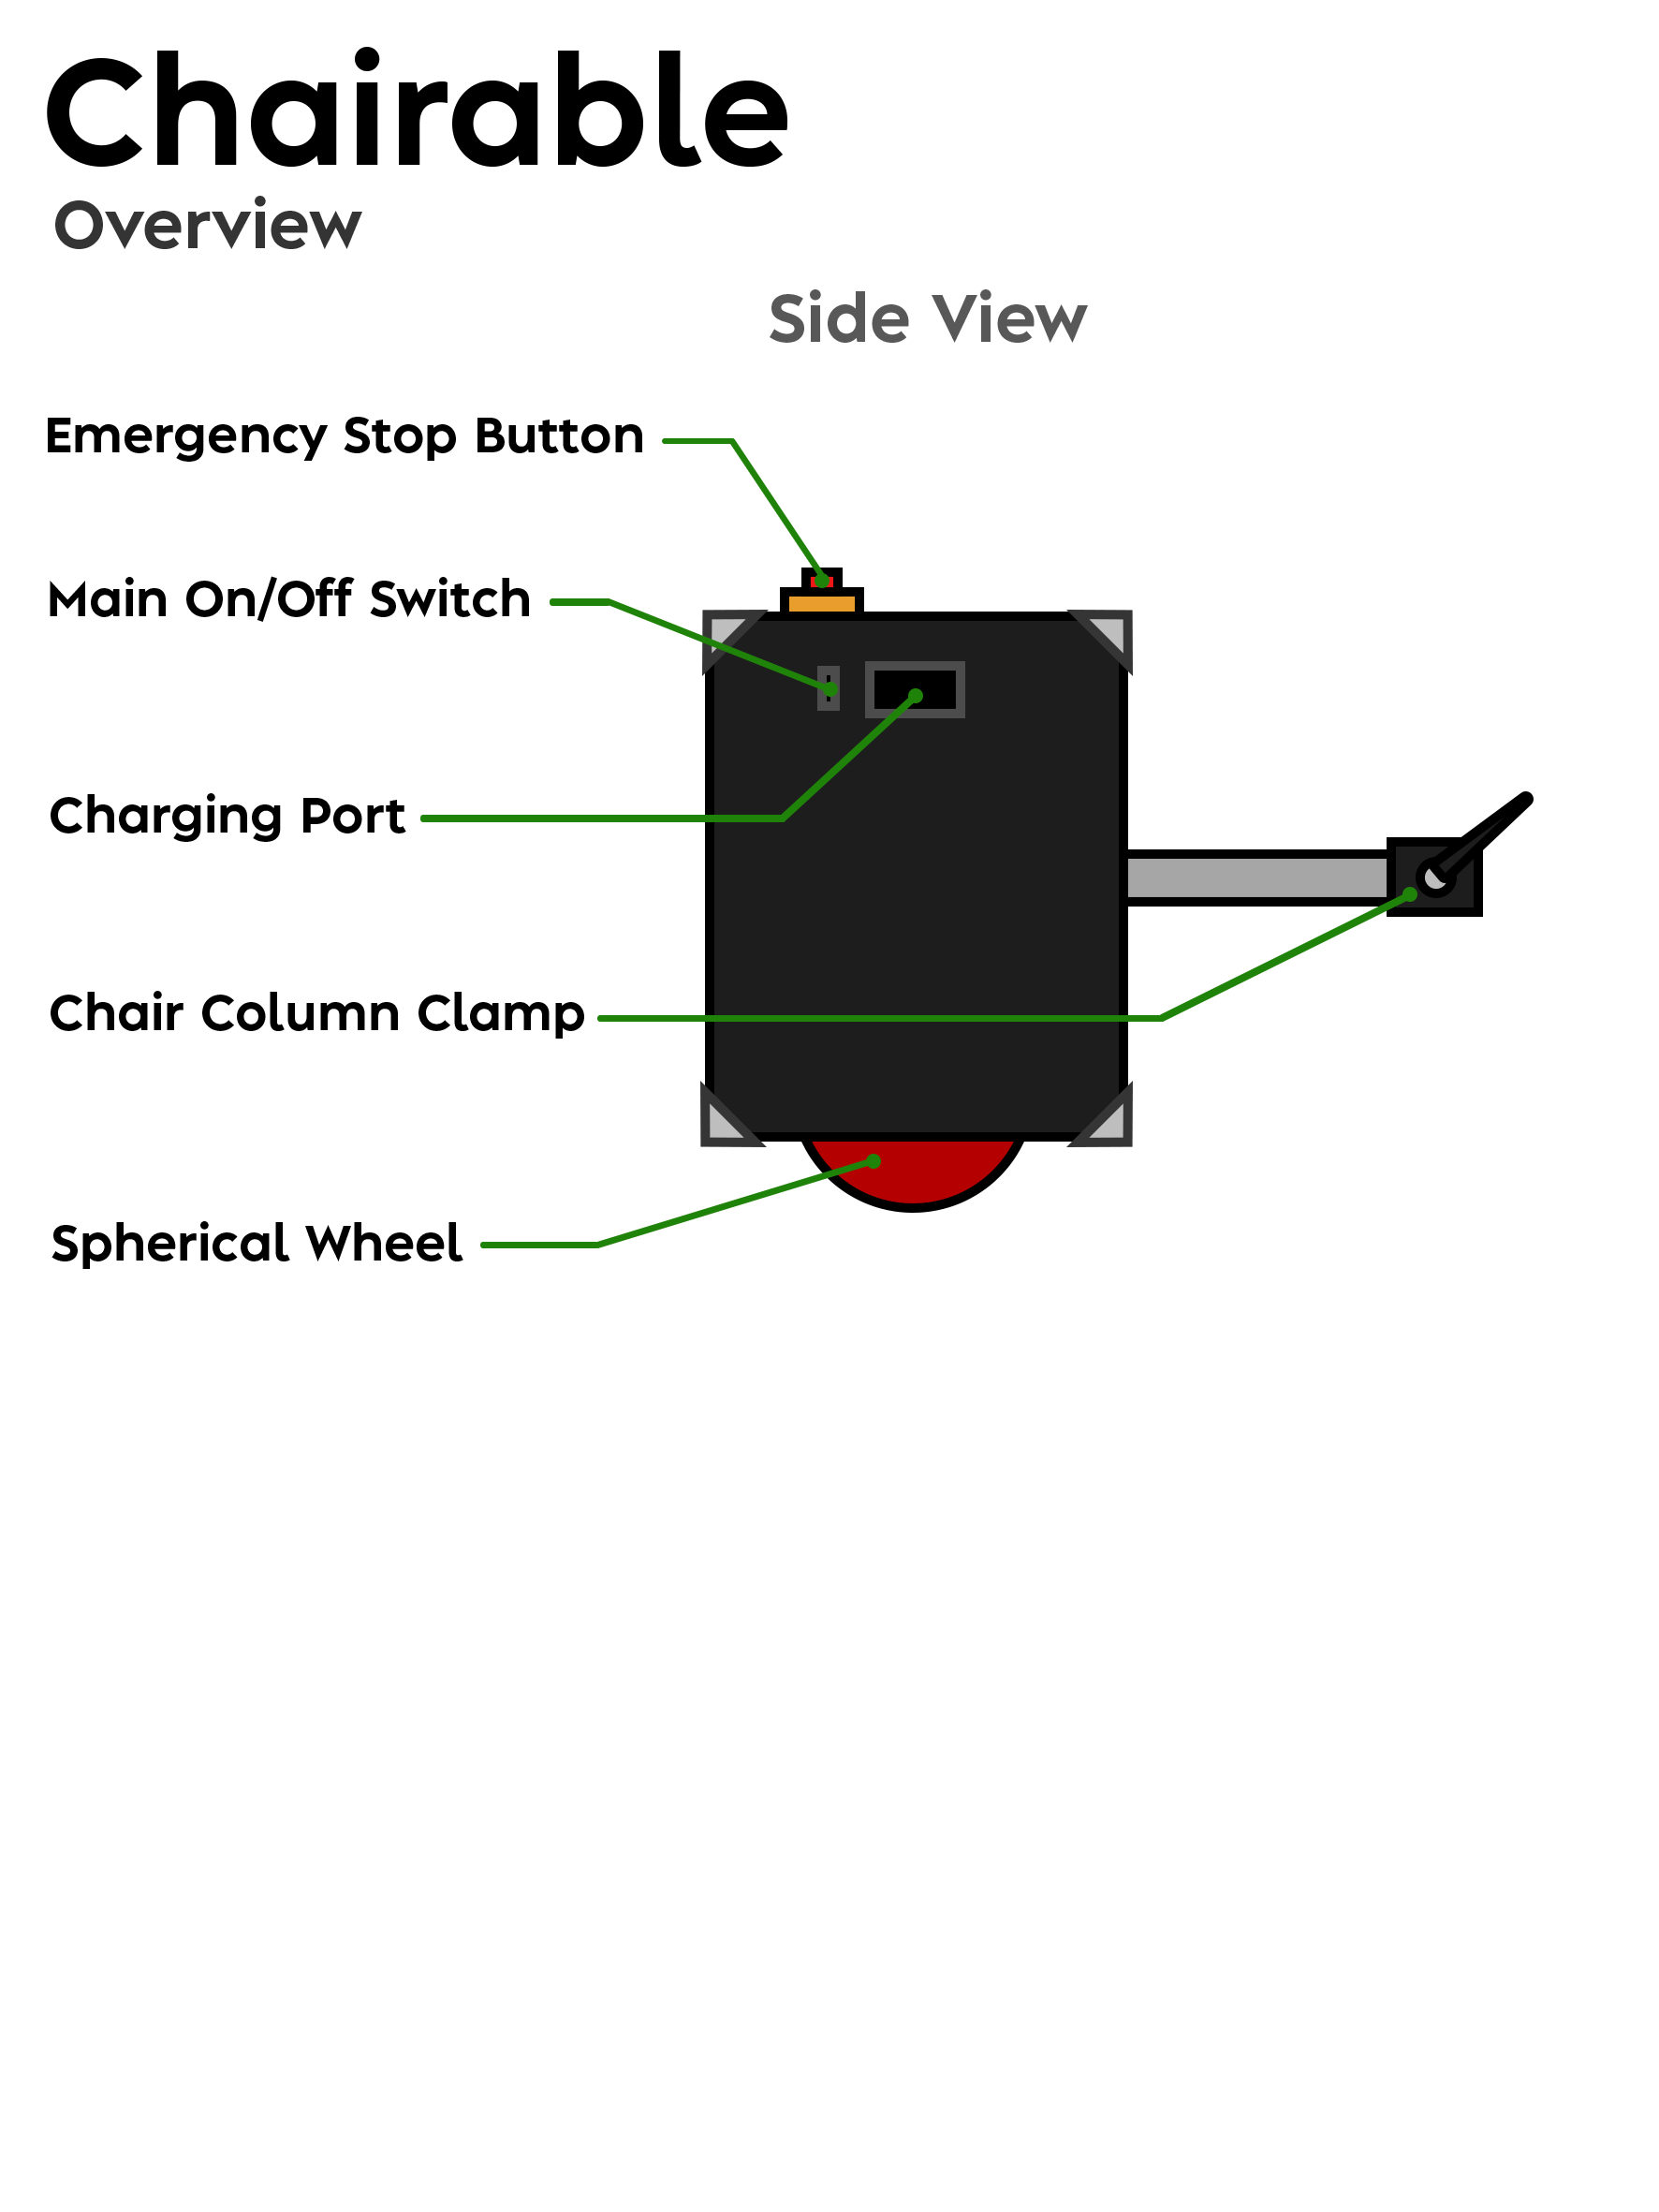 Chairable
Overview
Side View
Emergency Stop Button
Main On/Off Switch
Charging Port
Chair Column Clamp
Spherical Wheel